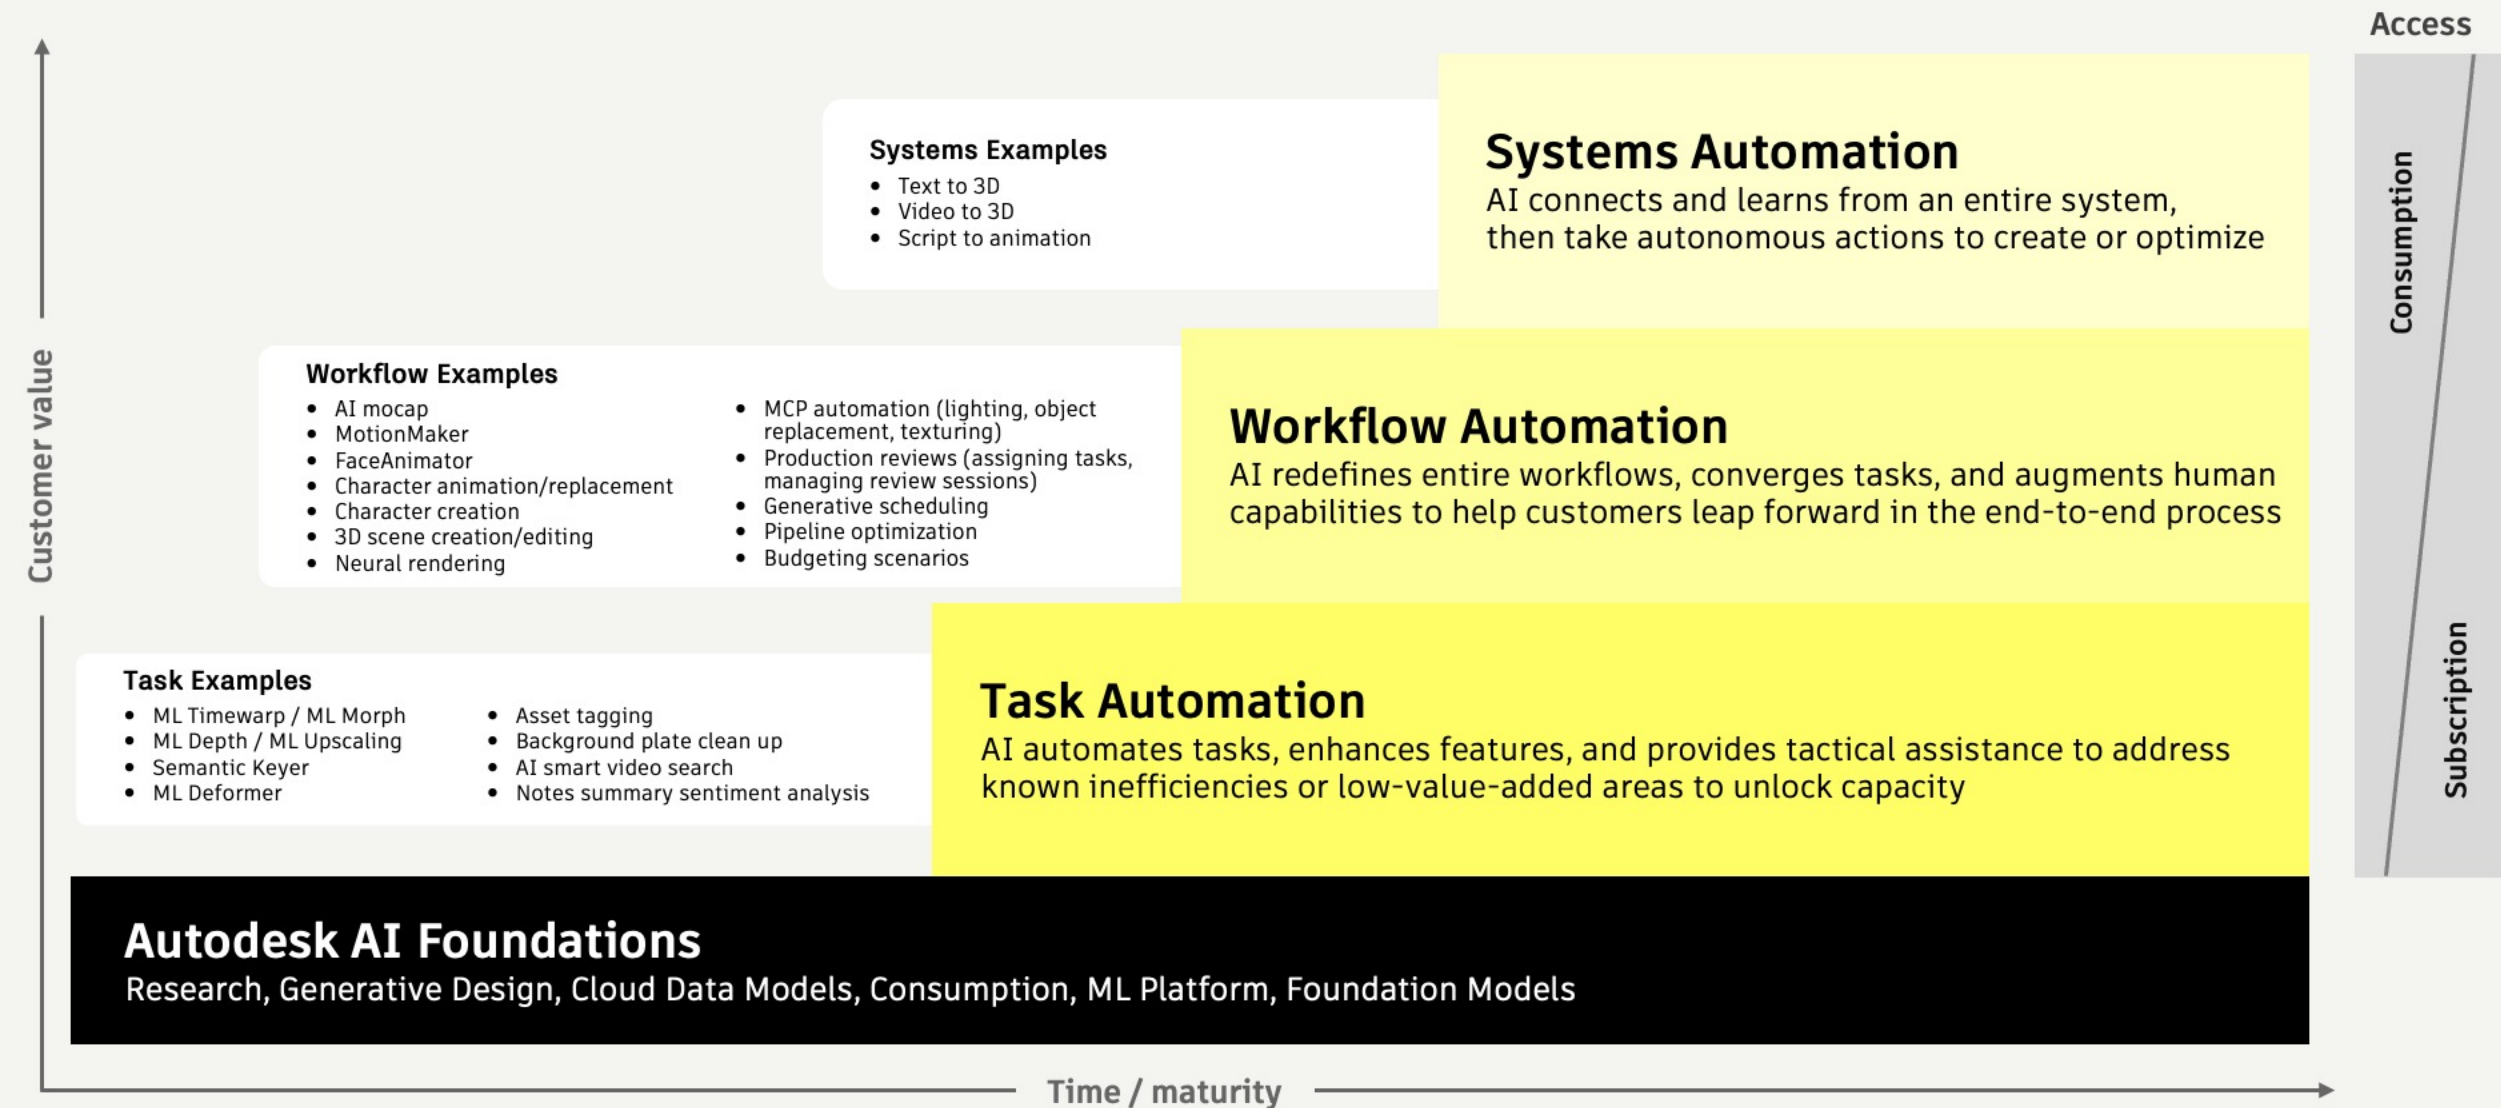 Access
Systems Examples
• Text to 3D
• Video to 3D
• Script to animation
Systems Automation
AI connects and learns from an entire system,
then take autonomous actions to create or optimize
Consumption
Customer value
Workflow Examples
• AI mocap
• MotionMaker
• FaceAnimator
• Character animation/replacement
• Character creation
• 3D scene creation/editing
• Neural rendering
• MCP automation (lighting, object
replacement, texturing)
• Production reviews (assigning tasks,
managing review sessions)
• Generative scheduling
• Pipeline optimization
• Budgeting scenarios
Workflow Automation
AI redefines entire workflows, converges tasks, and augments human
capabilities to help customers leap forward in the end-to-end process
Task Examples
• ML Timewarp / ML Morph
• ML Depth / ML Upscaling
• Semantic Keyer
• ML Deformer
• Asset tagging
• Background plate clean up
• AI smart video search
• Notes summary sentiment analysis
Task Automation
AI automates tasks, enhances features, and provides tactical assistance to address
known inefficiencies or low-value-added areas to unlock capacity
Subscription
Autodesk AI Foundations
Research, Generative Design, Cloud Data Models, Consumption, ML Platform, Foundation Models
Time / maturity